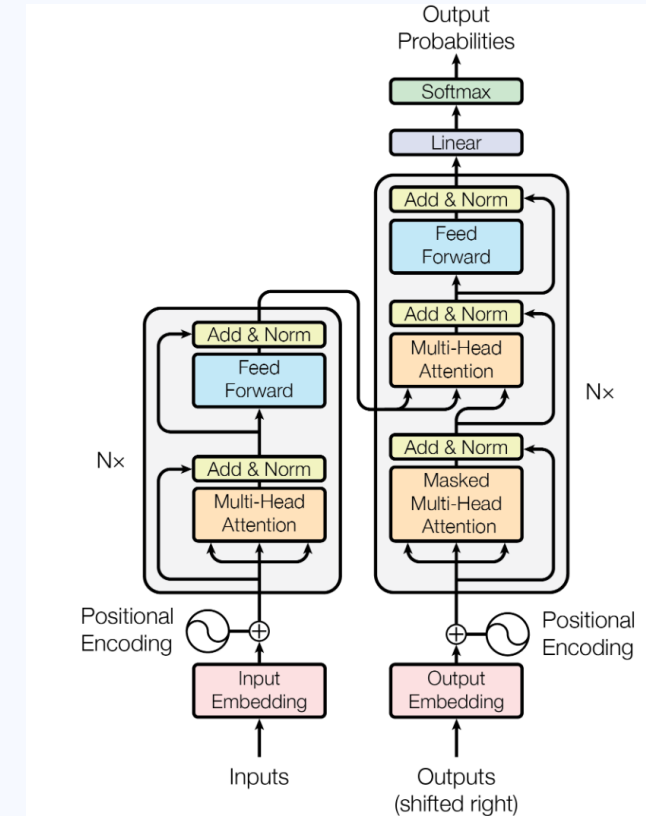 Output
Probabilities
Softmax
Linear
Add & Norm
Feed
Forward
Add & Norm
Multi-Head
Attention
Add & Norm
Masked
Multi-Head
Attention
Nx
Add & Norm
Feed
Forward
Add & Norm
Multi-Head
Attention
Nx
Positional
Encoding
Positional
Encoding
Input
Embedding
Output
Embedding
Inputs
Outputs
(shifted right)